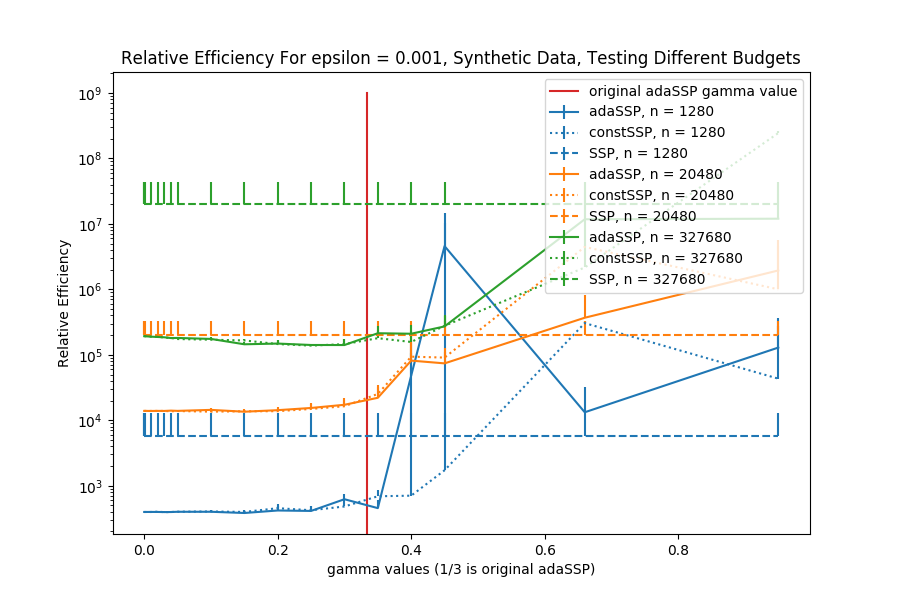 Relative Efficiency For epsilon = 0.001, Synthetic Data, Testing Different Budgets
original adaSSP gamma value
adaSSP, n = 1280
constSSP, n = 1280
SSP, n = 1280
adaSSP, n = 20480
constSSP, n = 20480
SSP, n = 20480
adaSSP, n = 327680
constSSP, n = 327680
SSP, n = 327680
Relative Efficiency
10⁹
10⁸
10⁷
10⁶
10⁵
10⁴
10³
0.0 0.2 0.4 0.6 0.8
gamma values (1/3 is original adaSSP)